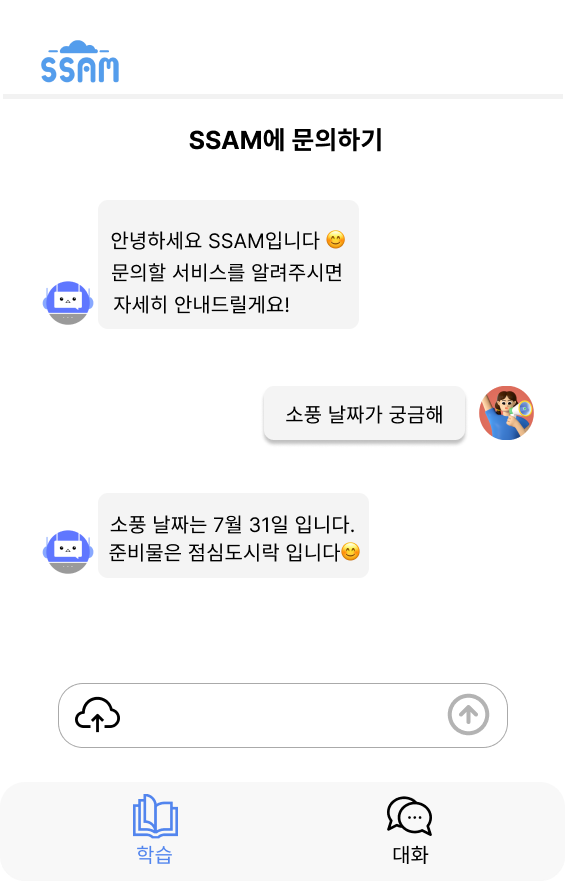 SSAM
SSAM에 문의하기
안녕하세요 SSAM입니다 😊
문의할 서비스를 알려주시면
자세히 안내드릴게요!
소풍 날짜가 궁금해
소풍 날짜는 7월 31일 입니다.
준비물은 점심도시락 입니다😊
학습
대화